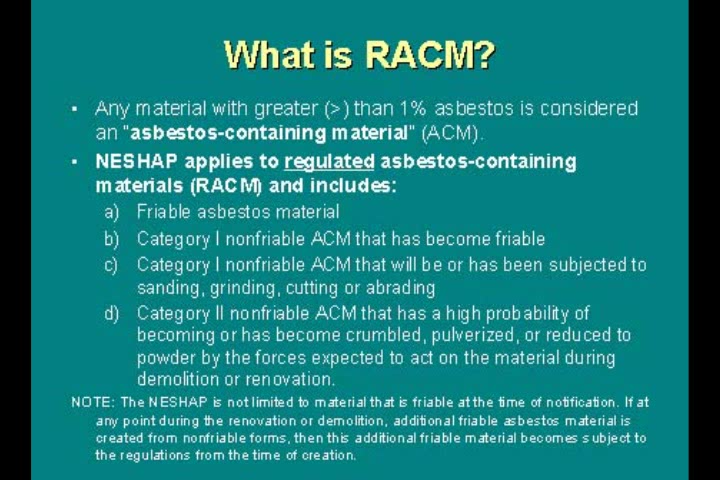 What is RACM?
• Any material with greater (>) than 1% asbestos is considered
an "asbestos-containing material" (ACM).
• NESHAP applies to regulated asbestos-containing
materials (RACM) and includes:
a) Friable asbestos material
b) Category I nonfriable ACM that has become friable
c) Category I nonfriable ACM that will be or has been subjected to
sanding, grinding, cutting or abrading
d) Category II nonfriable ACM that has a high probability of
becoming or has become crumbled, pulverized, or reduced to
powder by the forces expected to act on the material during
demolition or renovation.
NOTE: The NESHAP is not limited to material that is friable at the time of notification. If at
any point during the renovation or demolition, additional friable asbestos material is
created from nonfriable forms, then this additional friable material becomes subject to
the regulations from the time of creation.